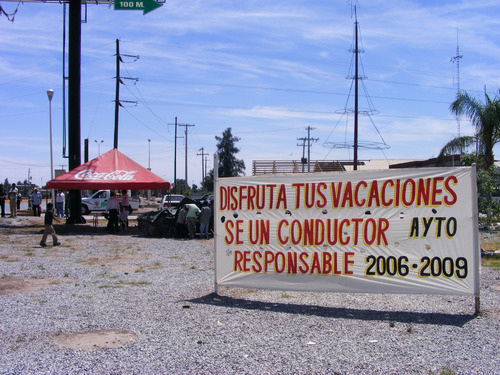 100 M.
Coca-Cola
DISFRUTA TUS VACACIONES
SE UN CONDUCTOR AYTO
RESPONSABLE 2006-2009